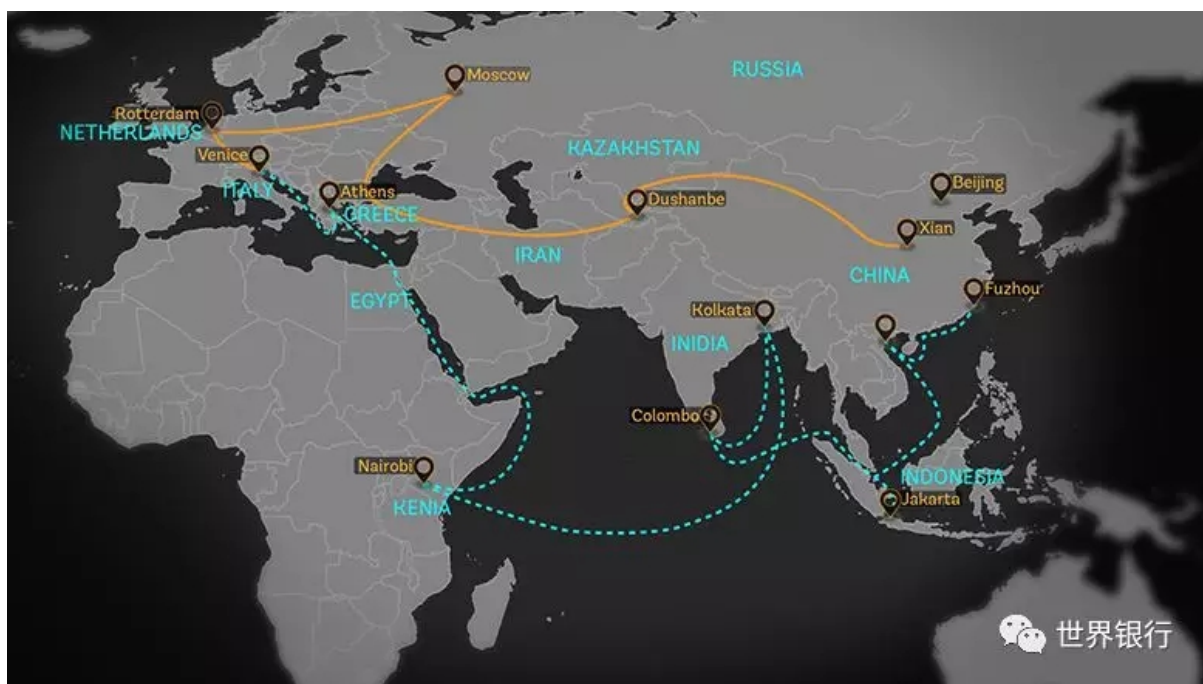 RUSSIA
Moscow
Rotterdam
NETHERLANDS
KAZAKHSTAN
Venice
Beijing
ITALY
Athens
Dushanbe
GREECE
Xian
IRAN
CHINA
Fuzhou
EGYPT
Kolkata
INIDIA
Colombo
Nairobi
INDONESIA
Jakarta
KENIA
世界银行